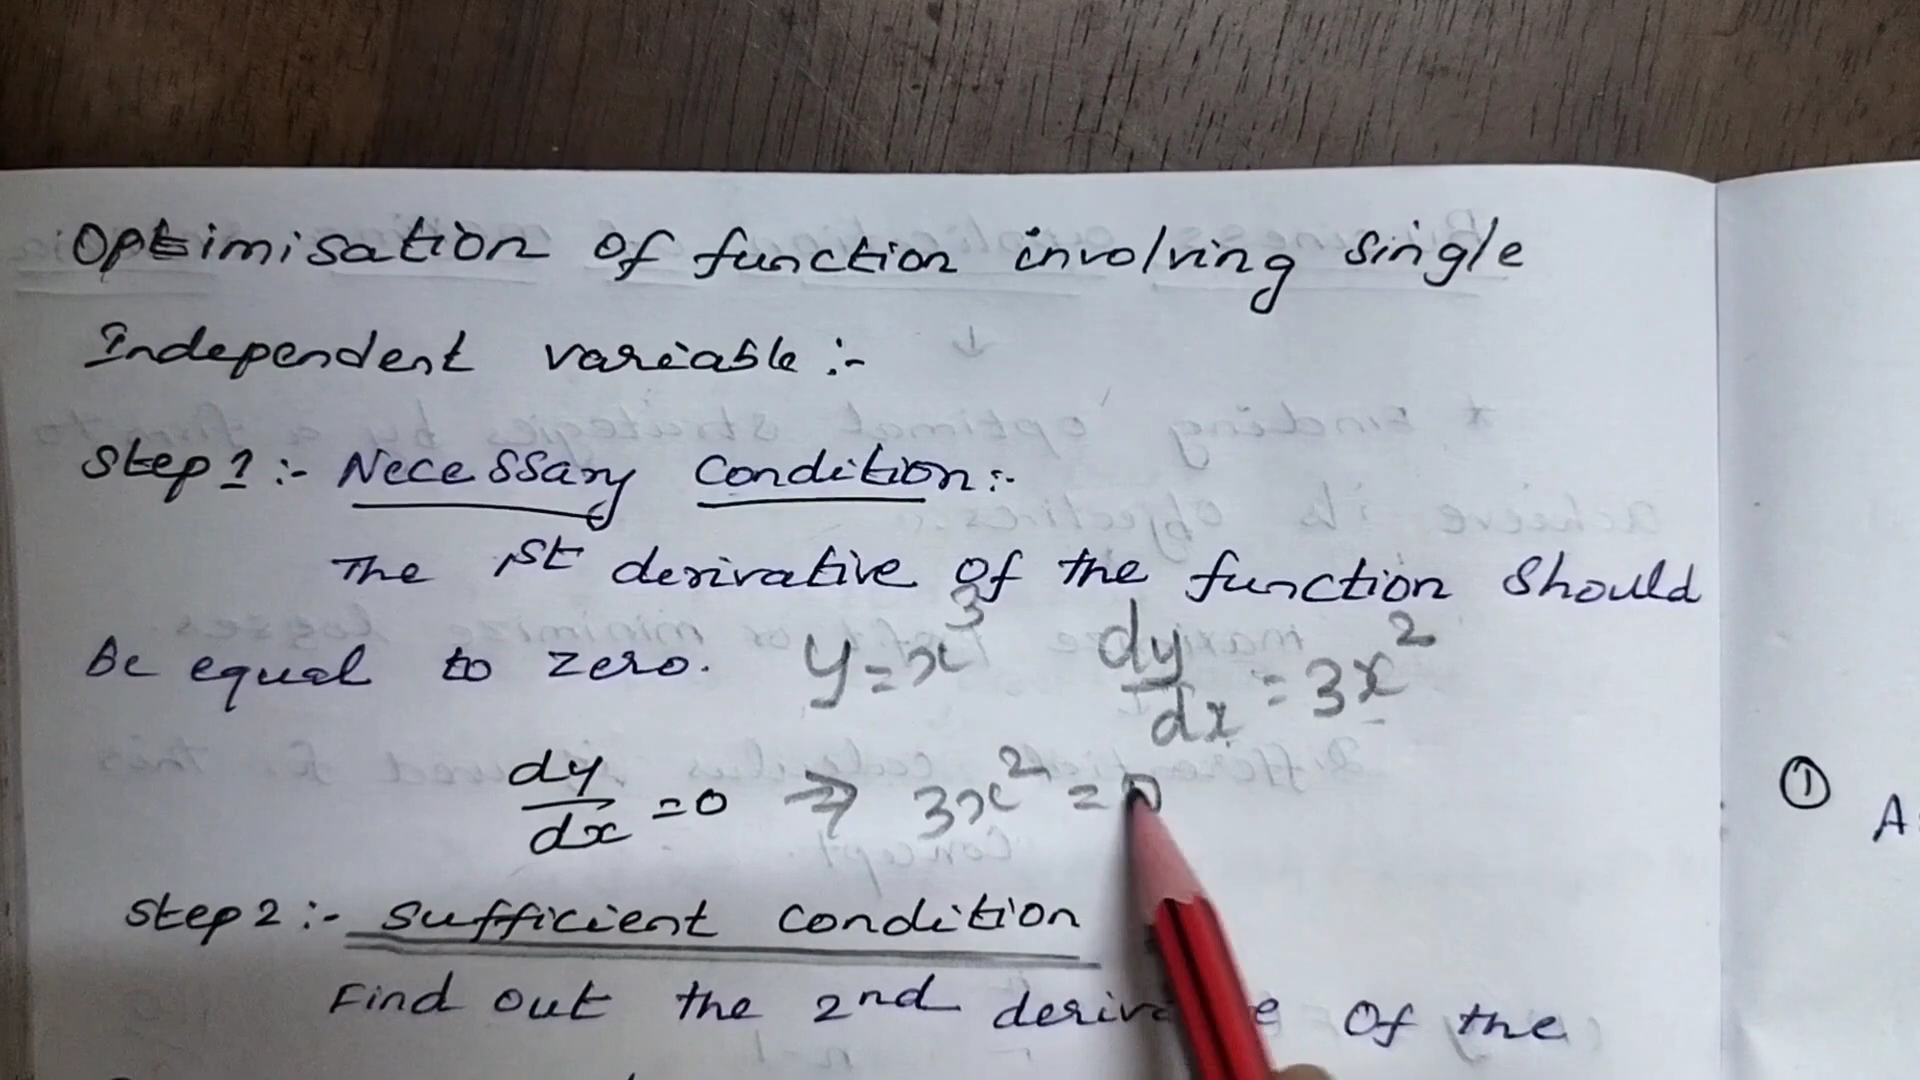 Optimisation of function involving single
Independent variable :-
Step 1 :- Necessary Condition :-
The 1st derivative of the function should
be equal to zero. y = x³ dy/dx = 3x²
dy/dx = 0 ⇒ 3x² = 0
Step 2 :- Sufficient Condition
Find out the 2nd of the
①